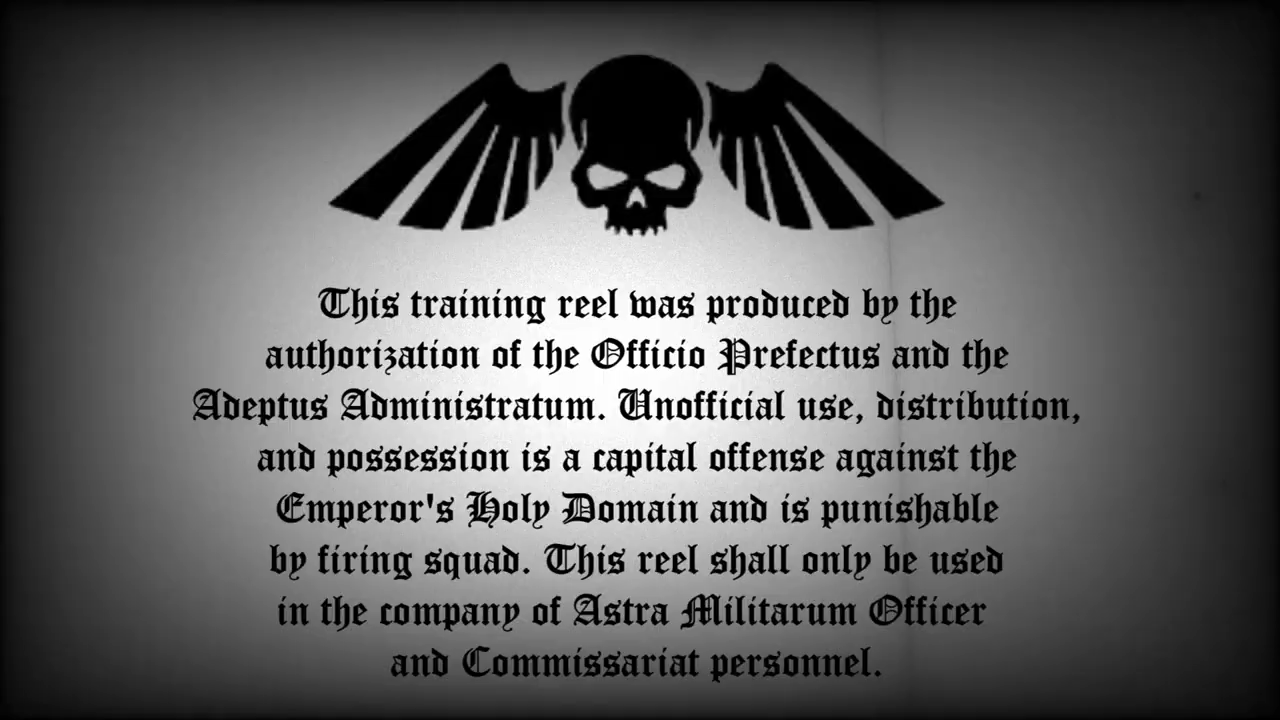 This training reel was produced by the
authorization of the Officio Prefectus and the
Adeptus Administratum. Unofficial use, distribution,
and possession is a capital offense against the
Emperor's Holy Domain and is punishable
by firing squad. This reel shall only be used
in the company of Astra Militarum Officer
and Commissariat personnel.